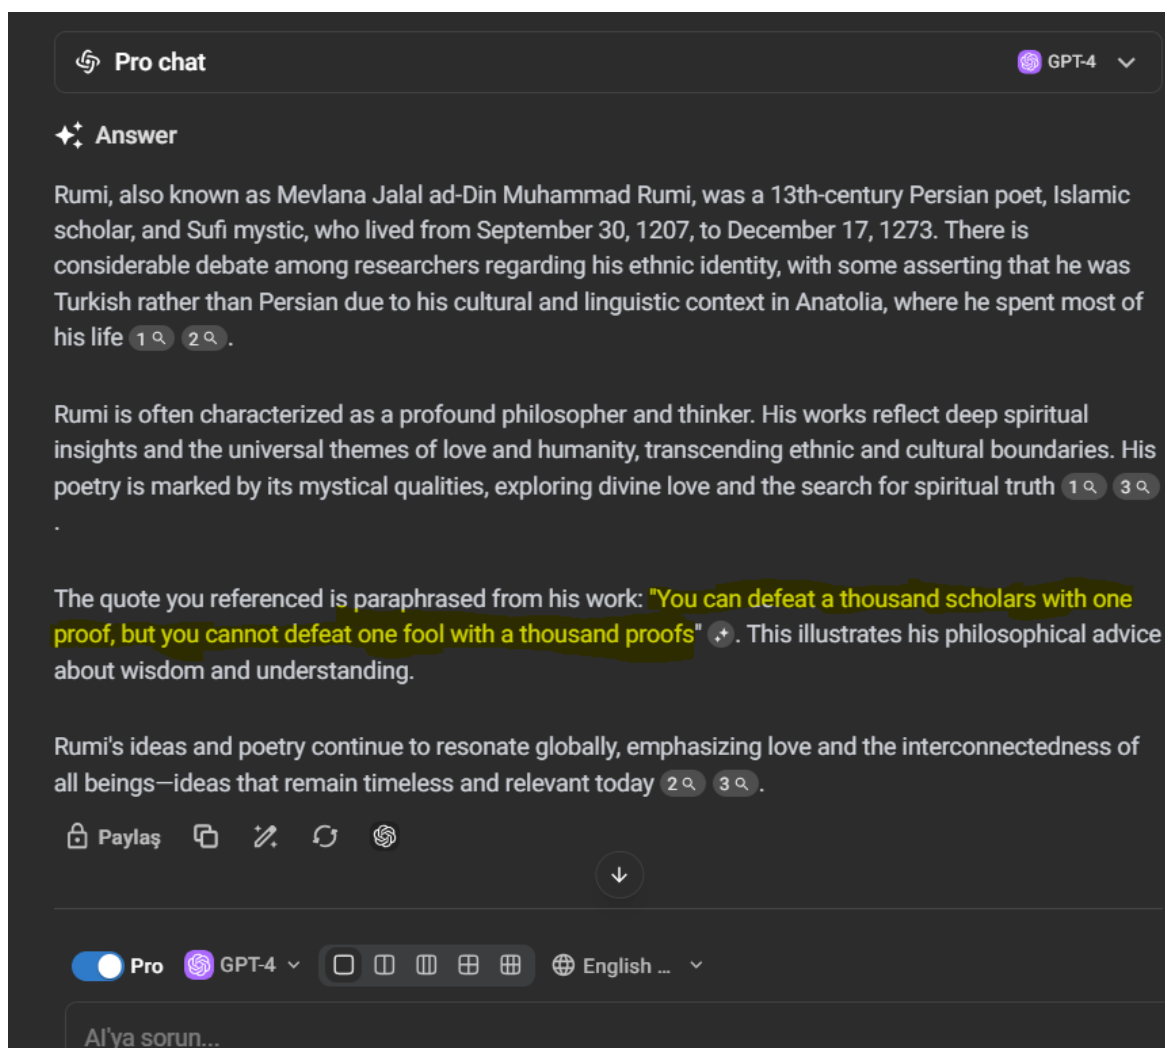 Pro chat GPT-4
Answer
Rumi, also known as Mevlana Jalal ad-Din Muhammad Rumi, was a 13th-century Persian poet, Islamic
scholar, and Sufi mystic, who lived from September 30, 1207, to December 17, 1273. There is
considerable debate among researchers regarding his ethnic identity, with some asserting that he was
Turkish rather than Persian due to his cultural and linguistic context in Anatolia, where he spent most of
his life 1 2 .
Rumi is often characterized as a profound philosopher and thinker. His works reflect deep spiritual
insights and the universal themes of love and humanity, transcending ethnic and cultural boundaries. His
poetry is marked by its mystical qualities, exploring divine love and the search for spiritual truth 1 3
.
The quote you referenced is paraphrased from his work: "You can defeat a thousand scholars with one
proof, but you cannot defeat one fool with a thousand proofs" . This illustrates his philosophical advice
about wisdom and understanding.
Rumi's ideas and poetry continue to resonate globally, emphasizing love and the interconnectedness of
all beings—ideas that remain timeless and relevant today 2 3 .
Paylaş
Pro GPT-4 English ...
AI'ya sorun...